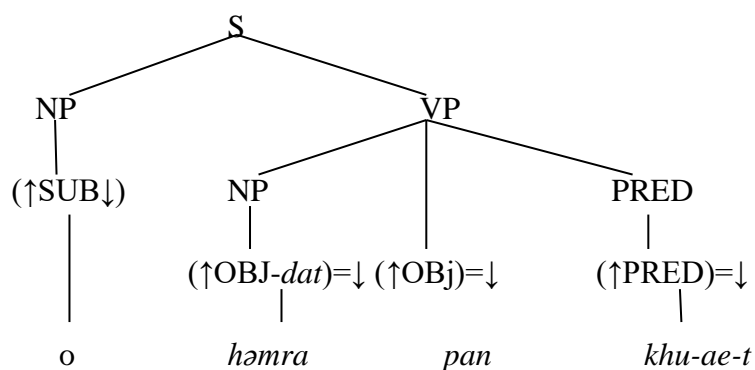 S
NP VP
(↑SUB↓) NP PRED
(↑OBJ-dat)=↓ (↑OBj)=↓ (↑PRED)=↓
o həmra pan khu-ae-t